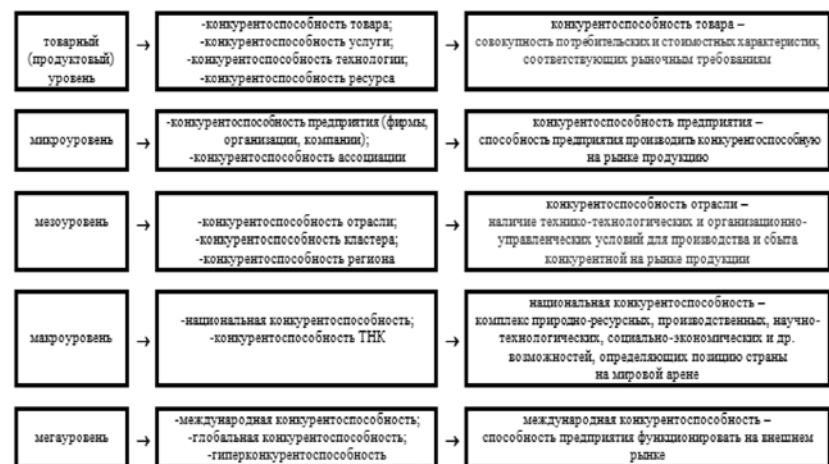 товарный
(продуктовый)
уровень
-конкурентоспособность товара;
-конкурентоспособность услуги;
-конкурентоспособность технологии;
-конкурентоспособность ресурса
конкурентоспособность товара –
совокупность потребительских и стоимостных характеристик,
соответствующих рыночным требованиям
микроуровень
-конкурентоспособность предприятия (фирмы,
организации, компании);
-конкурентоспособность ассоциации
конкурентоспособность предприятия –
способность предприятия производить конкурентоспособную
на рынке продукцию
мезоуровень
-конкурентоспособность отрасли;
-конкурентоспособность кластера;
-конкурентоспособность региона
конкурентоспособность отрасли –
наличие технико-технологических и организационно-
управленческих условий для производства и сбыта
конкурентной на рынке продукции
макроуровень
-национальная конкурентоспособность;
-конкурентоспособность ТНК
национальная конкурентоспособность –
комплекс природно-ресурсных, производственных, научно-
технологических, социально-экономических и др.
возможностей, определяющих позицию страны
на мировой арене
мегауровень
-международная конкурентоспособность;
-глобальная конкурентоспособность;
-гиперконкурентоспособность
международная конкурентоспособность –
способность предприятия функционировать на внешнем
рынке